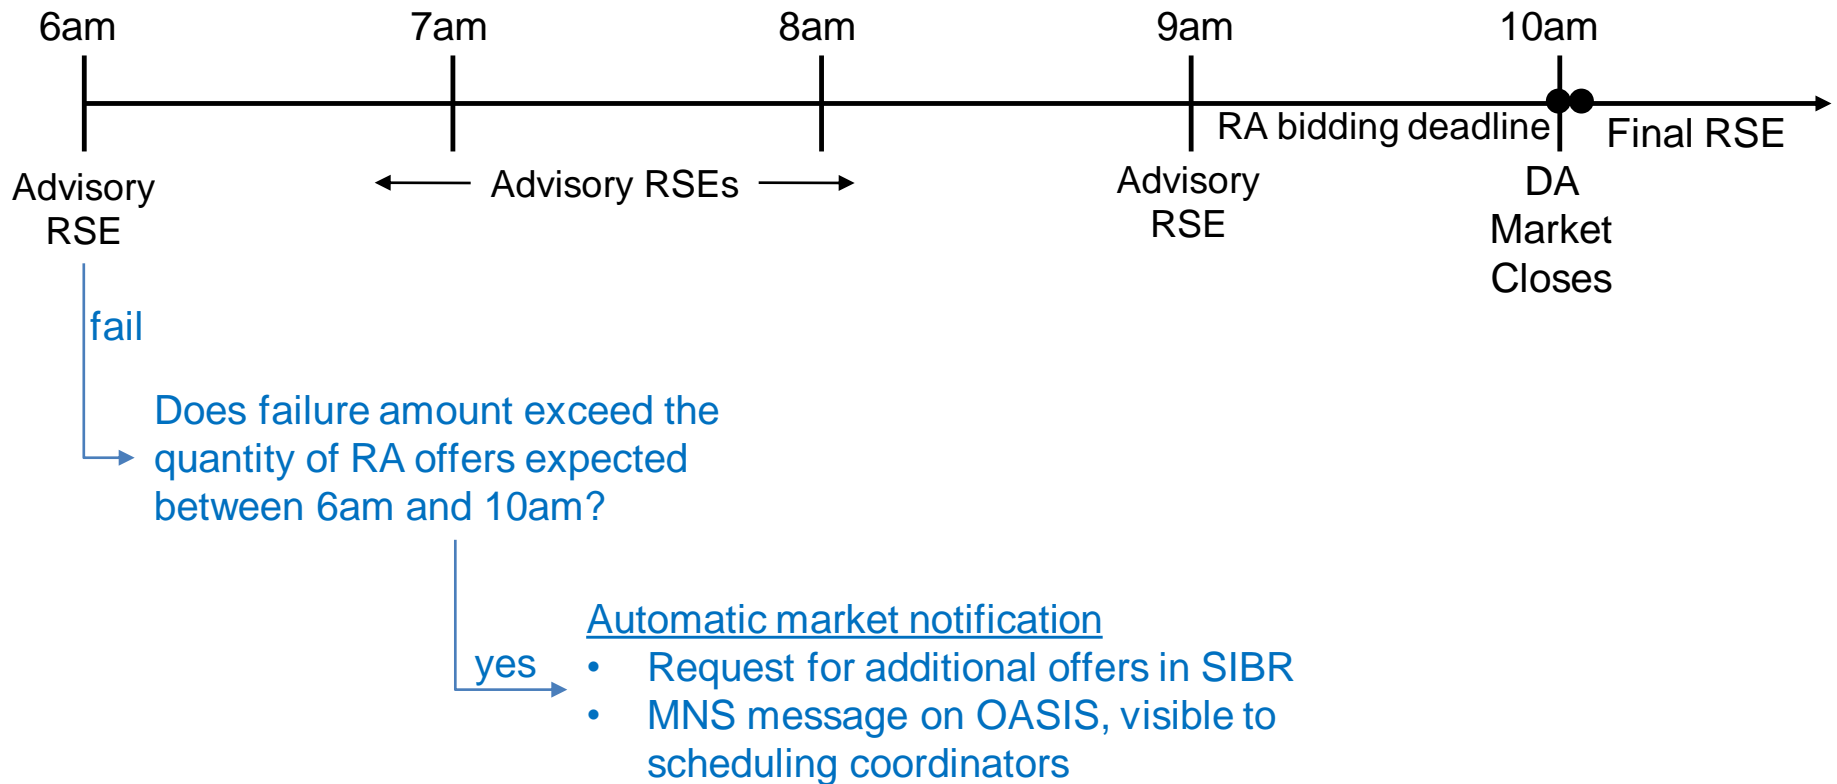 6am
7am
8am
9am
10am
RA bidding deadline
Final RSE
Advisory
RSE
Advisory RSEs
Advisory
RSE
DA
Market
Closes
fail
Does failure amount exceed the
quantity of RA offers expected
between 6am and 10am?
yes
Automatic market notification
• Request for additional offers in SIBR
• MNS message on OASIS, visible to
scheduling coordinators